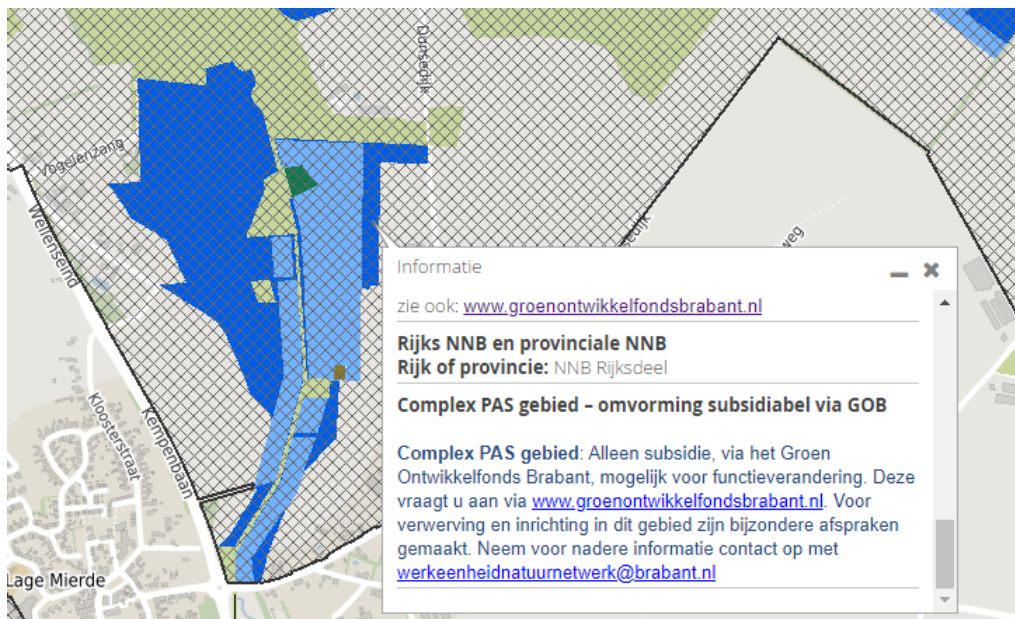 Dunsedijk
Vogelenzang
Wellenseind
Kloosterstraat
Kempenbaan
Lage Mierde
sedijk
weg
Informatie
zie ook: www.groenontwikkelfondsbrabant.nl
Rijks NNB en provinciale NNB
Rijk of provincie: NNB Rijksdeel
Complex PAS gebied – omvorming subsidiabel via GOB
Complex PAS gebied: Alleen subsidie, via het Groen
Ontwikkelfonds Brabant, mogelijk voor functieverandering. Deze
vraagt u aan via www.groenontwikkelfondsbrabant.nl. Voor
verwerving en inrichting in dit gebied zijn bijzondere afspraken
gemaakt. Neem voor nadere informatie contact op met
werkeenheidnatuurnetwerk@brabant.nl